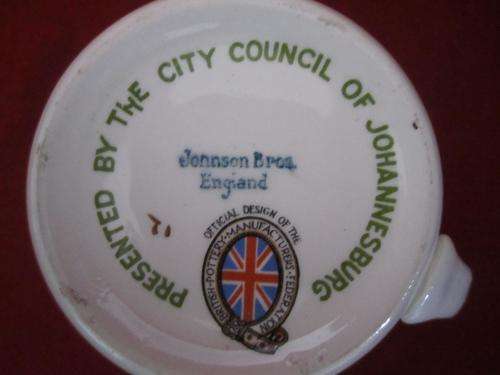 PRESENTED BY THE CITY COUNCIL OF JOHANNESBURG
Johnson Bros.
England
OFFICIAL DESIGN OF THE
BRITISH·POTTERY·MANUFACTURERS·FEDERATION